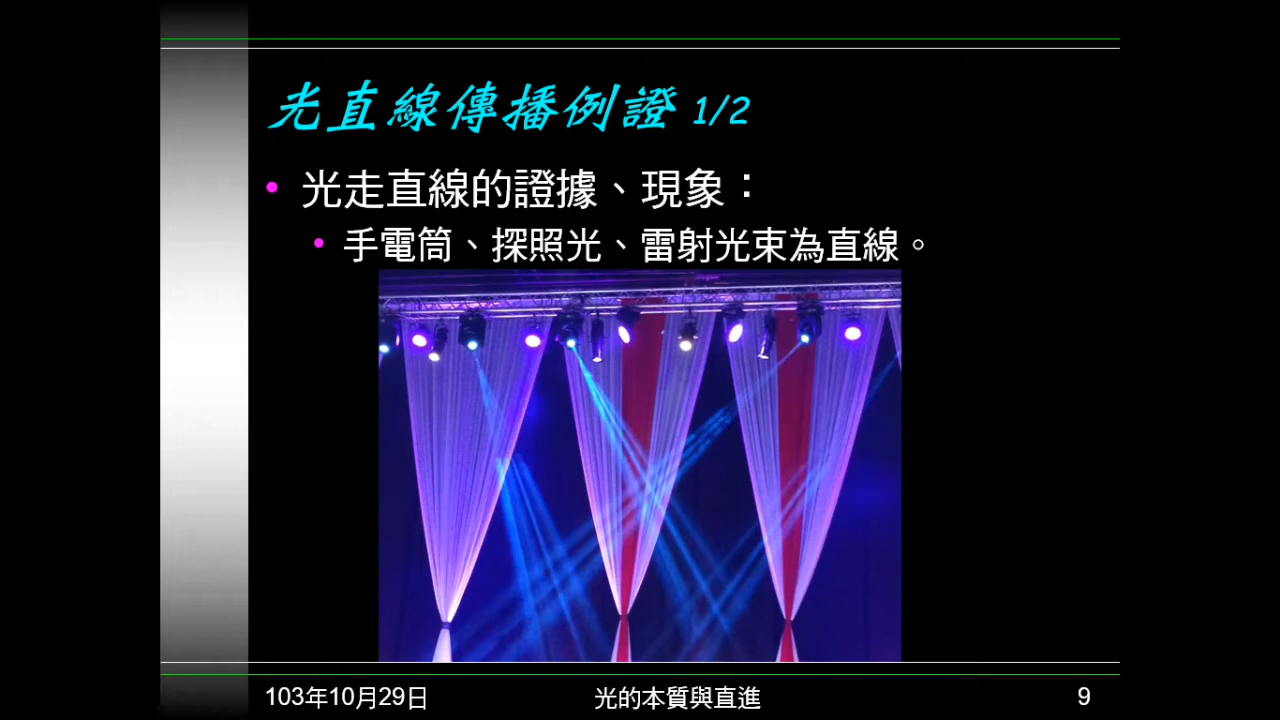 光直線傳播例證 1/2
• 光走直線的證據、現象：
• 手電筒、探照光、雷射光束為直線。
103年10月29日
光的本質與直進
9